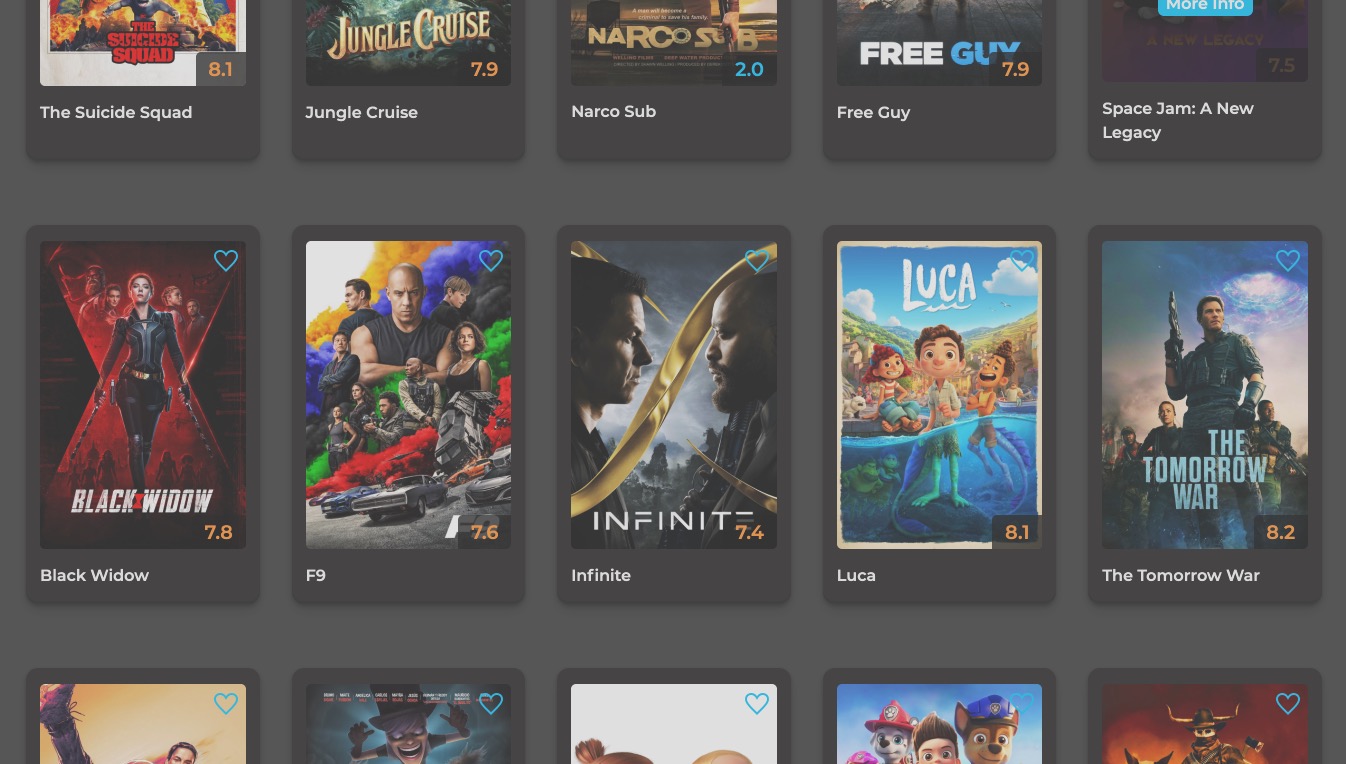 THE
SUICIDE
SQUAD
8.1
The Suicide Squad
JUNGLE CRUISE
7.9
Jungle Cruise
A man will become a
criminal to save his family.
NARCO SUB
2.0
Narco Sub
FREE GUY
7.9
Free Guy
More Info
A NEW LEGACY
7.5
Space Jam: A New
Legacy
BLACK WIDOW
7.8
Black Widow
7.6
F9
INFINITE
7.4
Infinite
LUCA
8.1
Luca
THE
TOMORROW
WAR
8.2
The Tomorrow War